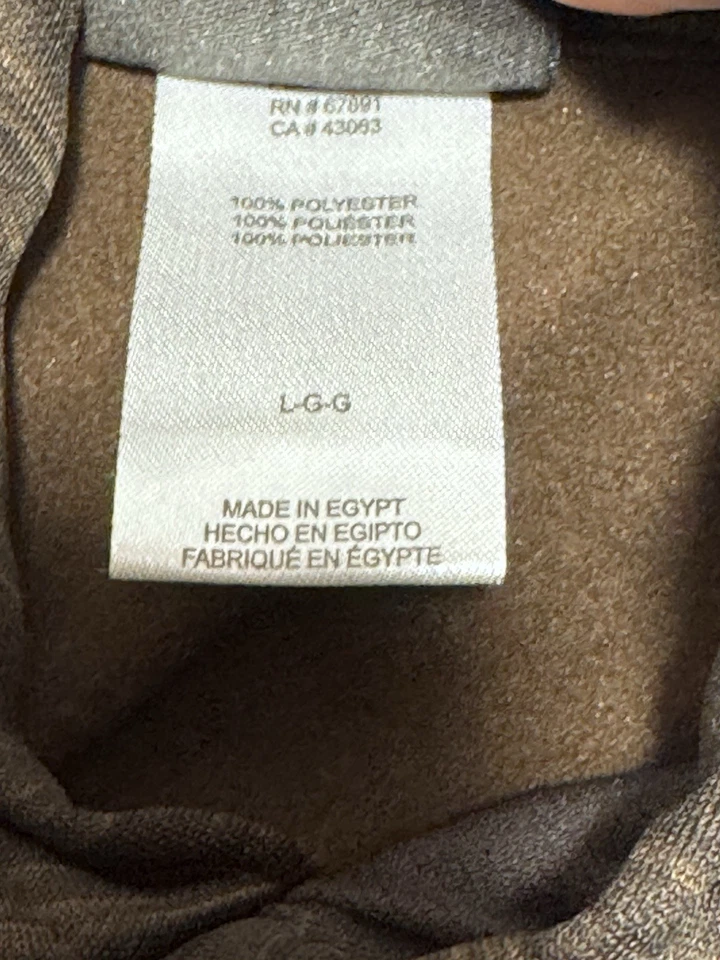 RN # 67891
CA # 43063
100% POLYESTER
100% POLIÉSTER
100% POLIESTER
L-G-G
MADE IN EGYPT
HECHO EN EGIPTO
FABRIQUÉ EN ÉGYPTE